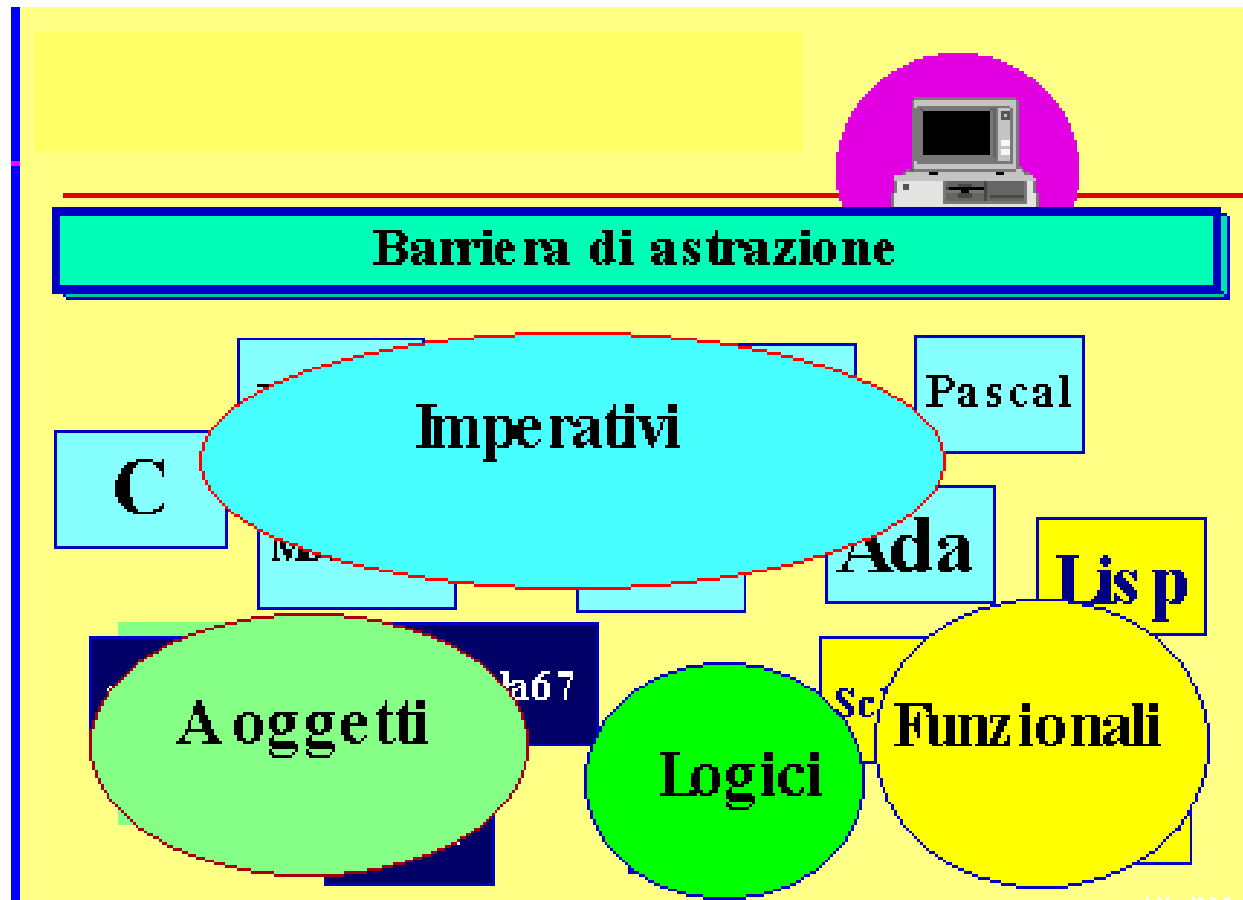 Barriera di astrazione
Imperativi
Pascal
C
Ada
Lisp
A oggetti
Logici
Funzionali